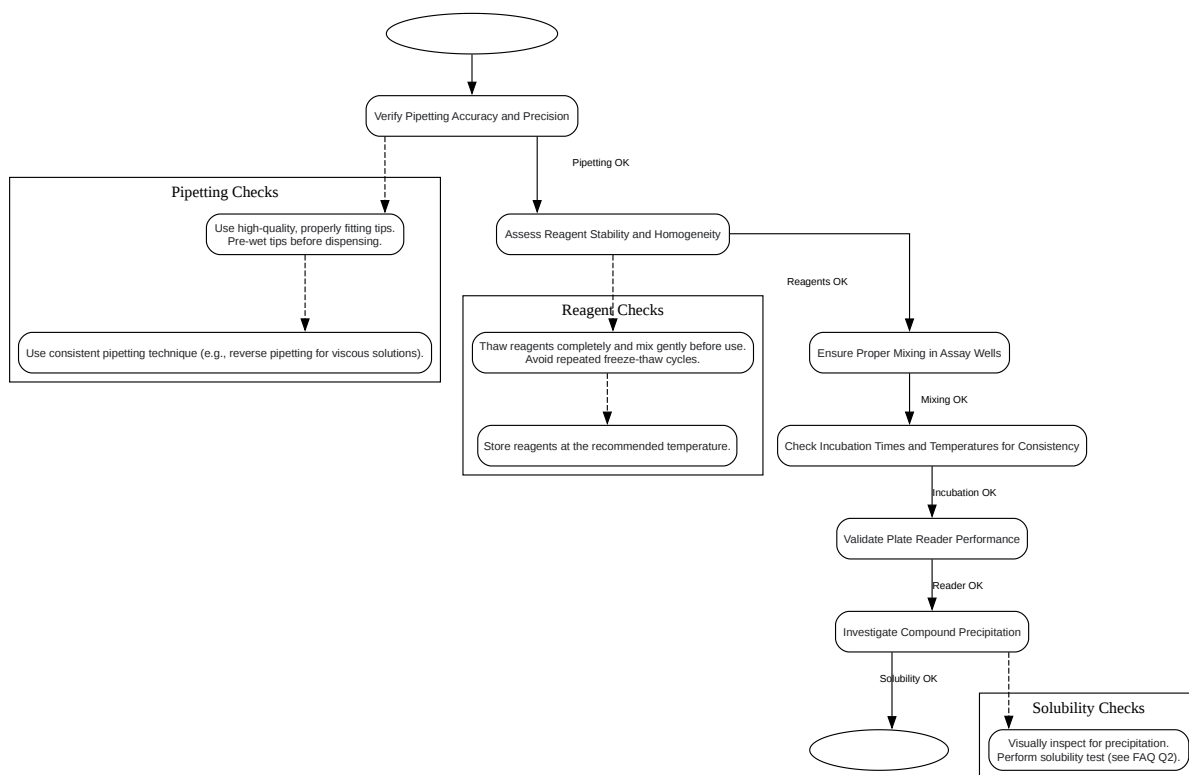 Verify Pipetting Accuracy and Precision
Pipetting OK
Pipetting Checks
Use high-quality, properly fitting tips.
Pre-wet tips before dispensing.
Assess Reagent Stability and Homogeneity
Reagents OK
Reagent Checks
Use consistent pipetting technique (e.g., reverse pipetting for viscous solutions).
Thaw reagents completely and mix gently before use.
Avoid repeated freeze-thaw cycles.
Ensure Proper Mixing in Assay Wells
Mixing OK
Store reagents at the recommended temperature.
Check Incubation Times and Temperatures for Consistency
Incubation OK
Validate Plate Reader Performance
Reader OK
Investigate Compound Precipitation
Solubility OK
Solubility Checks
Visually inspect for precipitation.
Perform solubility test (see FAQ Q2).